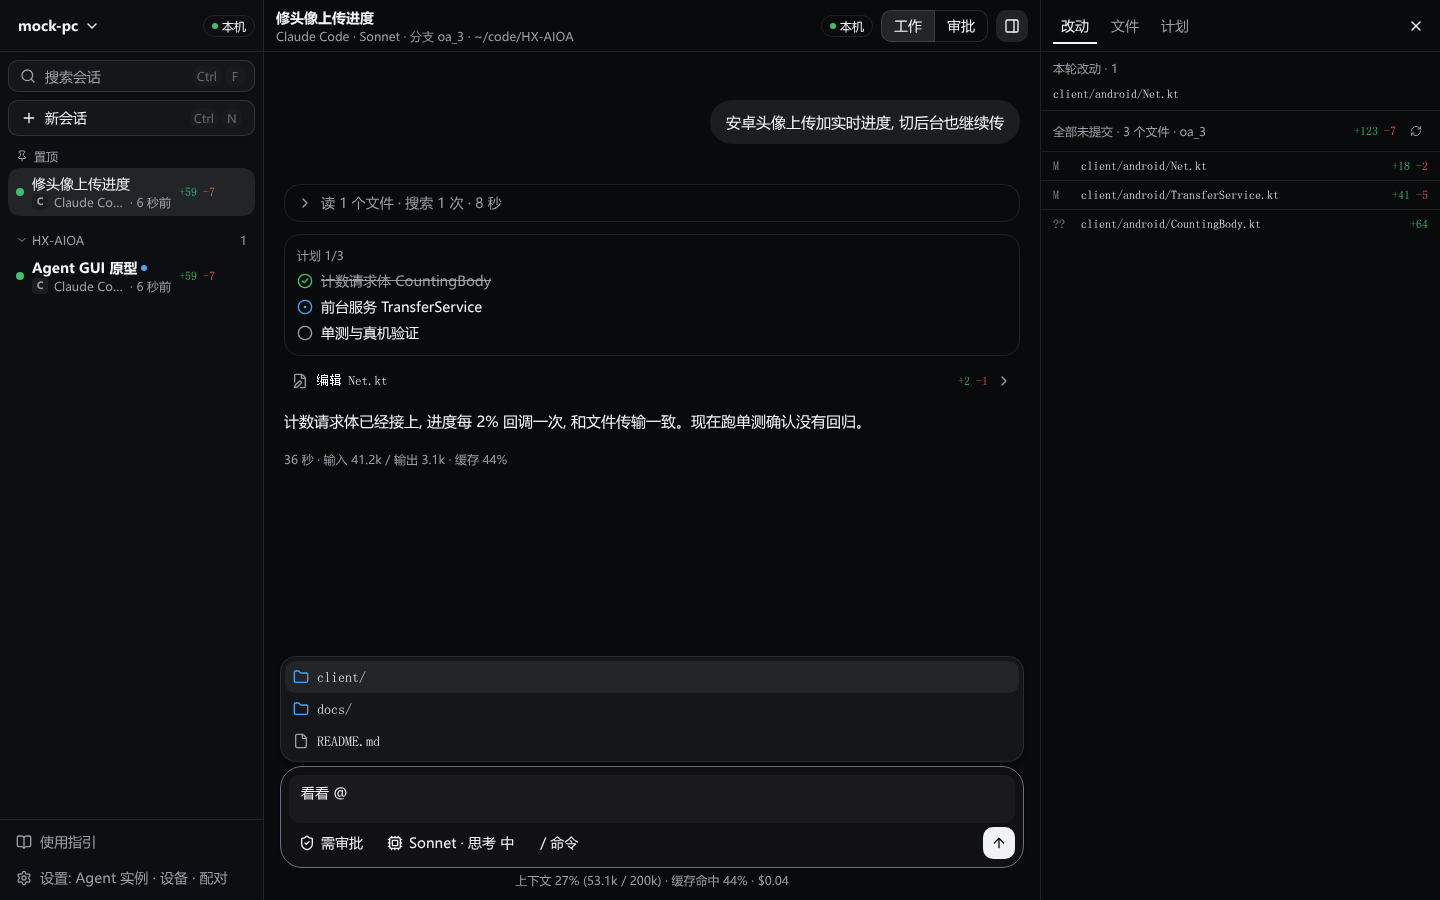 mock-pc
本机
搜索会话 Ctrl F
新会话 Ctrl N
置顶
修头像上传进度 +59 −7
C Claude Co... · 6 秒前
HX-AIOA 1
Agent GUI 原型 +59 −7
C Claude Co... · 6 秒前
使用指引
设置: Agent 实例 · 设备 · 配对
修头像上传进度
Claude Code · Sonnet · 分支 oa_3 · ~/code/HX-AIOA
本机 工作 审批
安卓头像上传加实时进度, 切后台也继续传
读 1 个文件 · 搜索 1 次 · 8 秒
计划 1/3
计数请求体 CountingBody
前台服务 TransferService
单测与真机验证
编辑 Net.kt +2 −1
计数请求体已经接上, 进度每 2% 回调一次, 和文件传输一致。现在跑单测确认没有回归。
36 秒 · 输入 41.2k / 输出 3.1k · 缓存 44%
client/
docs/
README.md
看看 @
需审批 Sonnet · 思考 中 / 命令
上下文 27% (53.1k / 200k) · 缓存命中 44% · $0.04
改动 文件 计划
本轮改动 · 1
client/android/Net.kt
全部未提交 · 3 个文件 · oa_3 +123 −7
M client/android/Net.kt +18 −2
M client/android/TransferService.kt +41 −5
?? client/android/CountingBody.kt +64